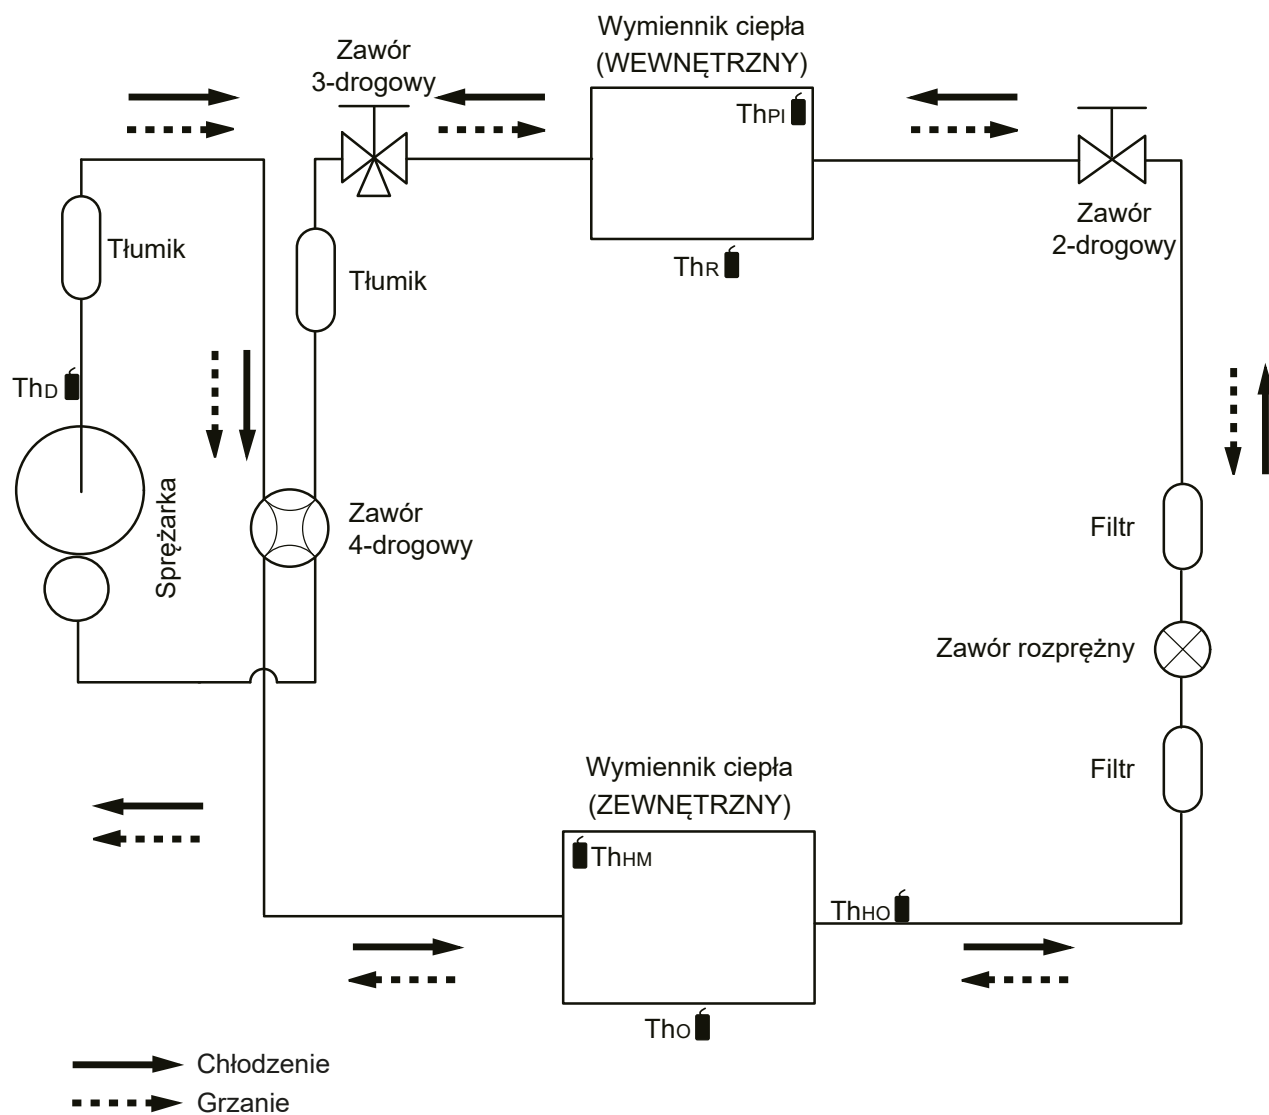 Wymiennik ciepła
(WEWNĘTRZNY)
Zawór
3-drogowy
ThPI
Zawór
2-drogowy
Tłumik
ThR
Tłumik
ThD
Sprężarka
Zawór
4-drogowy
Filtr
Zawór rozprężny
Filtr
Wymiennik ciepła
(ZEWNĘTRZNY)
ThHM
ThHO
ThO
Chłodzenie
Grzanie